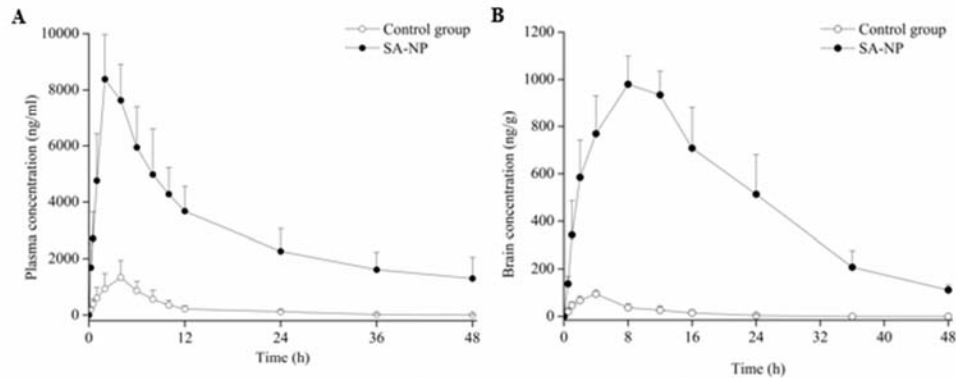 A
Control group
SA-NP
Plasma concentration (ng/ml)
10000
8000
6000
4000
2000
0
0
12
24
36
48
Time (h)
B
Control group
SA-NP
Brain concentration (ng/g)
1200
1000
800
600
400
200
0
0
8
16
24
32
40
48
Time (h)